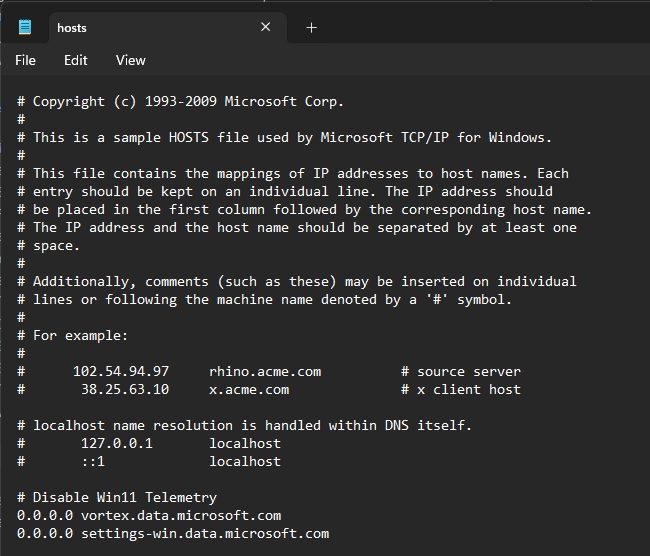 hosts
File Edit View
# Copyright (c) 1993-2009 Microsoft Corp.
#
# This is a sample HOSTS file used by Microsoft TCP/IP for Windows.
#
# This file contains the mappings of IP addresses to host names. Each
# entry should be kept on an individual line. The IP address should
# be placed in the first column followed by the corresponding host name.
# The IP address and the host name should be separated by at least one
# space.
#
# Additionally, comments (such as these) may be inserted on individual
# lines or following the machine name denoted by a '#' symbol.
#
# For example:
#
#      102.54.94.97     rhino.acme.com          # source server
#       38.25.63.10     x.acme.com              # x client host

# localhost name resolution is handled within DNS itself.
#       127.0.0.1       localhost
#       ::1             localhost

# Disable Win11 Telemetry
0.0.0.0 vortex.data.microsoft.com
0.0.0.0 settings-win.data.microsoft.com